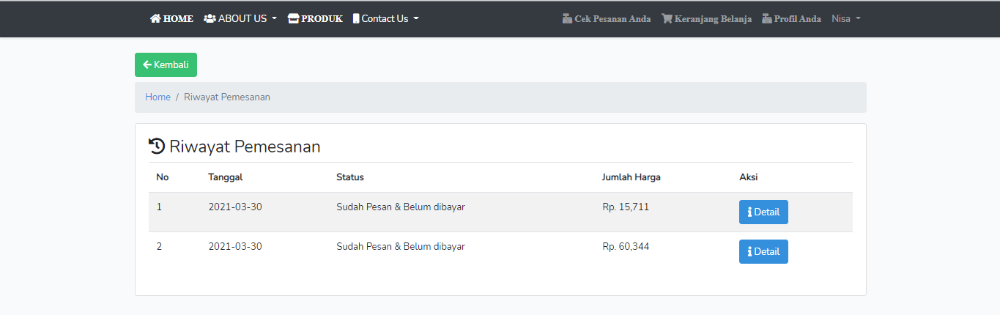 HOME ABOUT US PRODUK Contact Us Cek Pesanan Anda Keranjang Belanja Profil Anda Nisa
Kembali
Home / Riwayat Pemesanan
Riwayat Pemesanan
No Tanggal Status Jumlah Harga Aksi
1 2021-03-30 Sudah Pesan & Belum dibayar Rp. 15,711 Detail
2 2021-03-30 Sudah Pesan & Belum dibayar Rp. 60,344 Detail